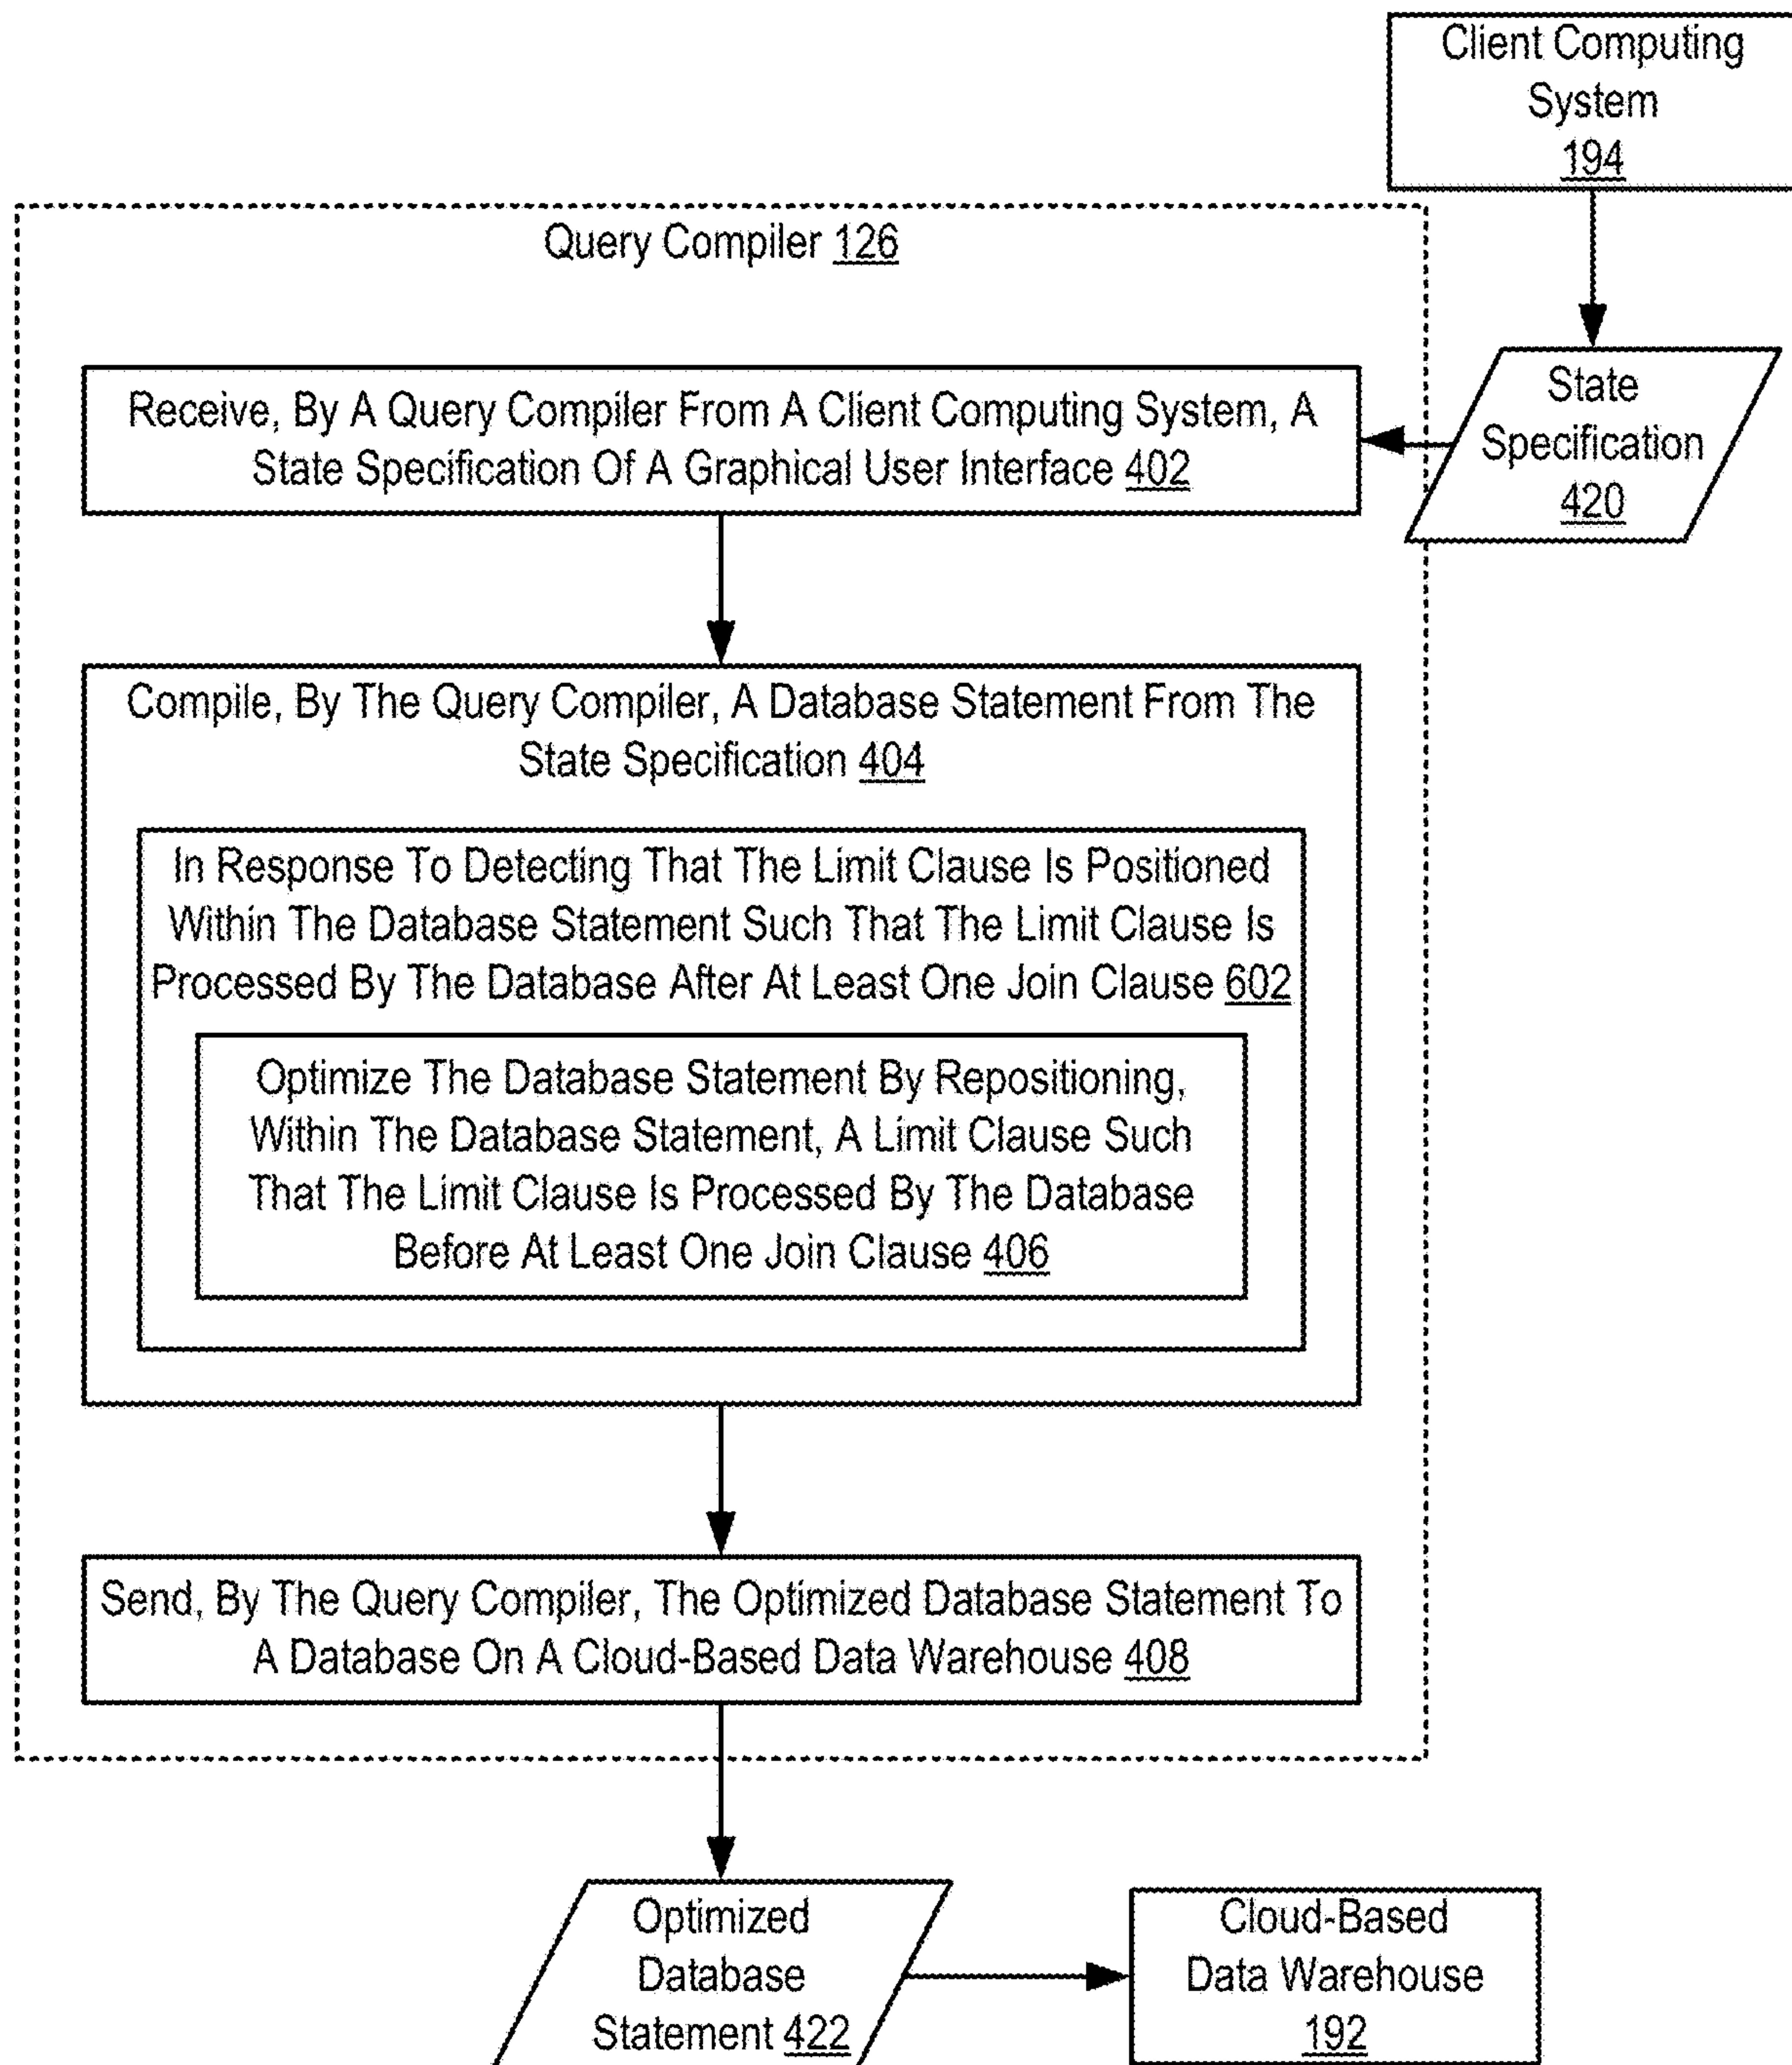 Client Computing
System
194
Query Compiler 126
Receive, By A Query Compiler From A Client Computing System, A
State Specification Of A Graphical User Interface 402
State
Specification
420
Compile, By The Query Compiler, A Database Statement From The
State Specification 404
In Response To Detecting That The Limit Clause Is Positioned
Within The Database Statement Such That The Limit Clause Is
Processed By The Database After At Least One Join Clause 602
Optimize The Database Statement By Repositioning,
Within The Database Statement, A Limit Clause Such
That The Limit Clause Is Processed By The Database
Before At Least One Join Clause 406
Send, By The Query Compiler, The Optimized Database Statement To
A Database On A Cloud-Based Data Warehouse 408
Optimized
Database
Statement 422
Cloud-Based
Data Warehouse
192